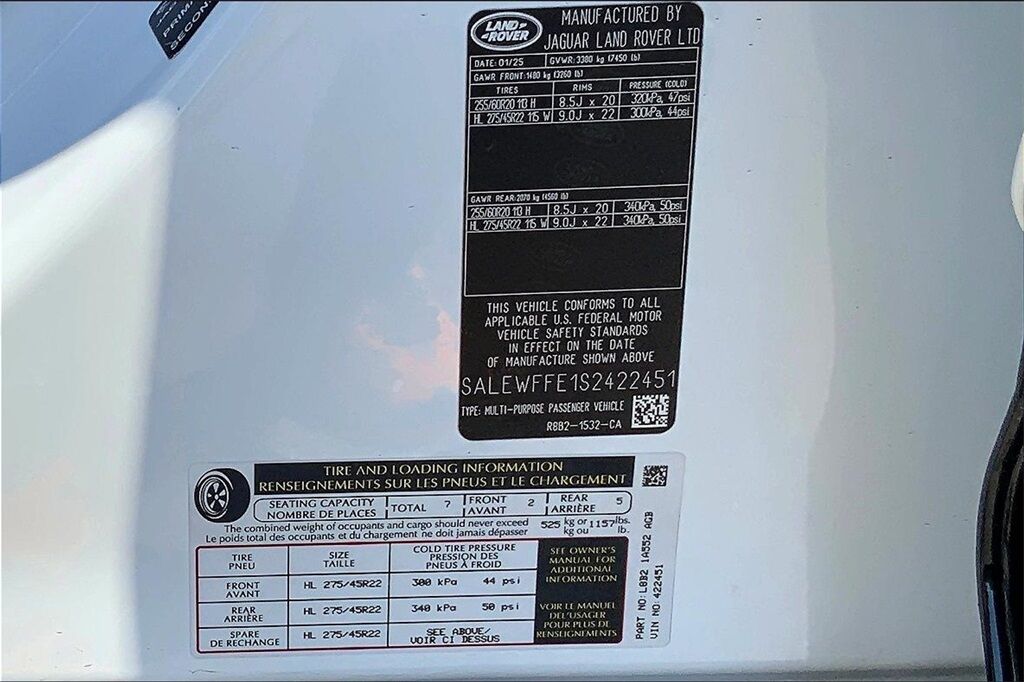 PRIM
SECON
LAND
ROVER
MANUFACTURED BY
JAGUAR LAND ROVER LTD
DATE: 01/25 GVWR: 3380 kg (7450 lb)
GAWR FRONT: 1480 kg (3260 lb)
TIRES RIMS PRESSURE (COLD)
255/60R20 113 H 8.5J x 20 320kPa, 47psi
HL 275/45R22 115 W 9.0J x 22 300kPa, 44psi
GAWR REAR: 2070 kg (4560 lb)
255/60R20 113 H 8.5J x 20 340kPa, 50psi
HL 275/45R22 115 W 9.0J x 22 340kPa, 50psi
THIS VEHICLE CONFORMS TO ALL
APPLICABLE U.S. FEDERAL MOTOR
VEHICLE SAFETY STANDARDS
IN EFFECT ON THE DATE
OF MANUFACTURE SHOWN ABOVE
SALEWFFE1S2422451
TYPE: MULTI-PURPOSE PASSENGER VEHICLE
R8B2-1532-CA
TIRE AND LOADING INFORMATION
RENSEIGNEMENTS SUR LES PNEUS ET LE CHARGEMENT
SEATING CAPACITY
NOMBRE DE PLACES
TOTAL 7
FRONT
AVANT
2
REAR
ARRIÈRE
5
The combined weight of occupants and cargo should never exceed 525 kg or 1157 lbs.
Le poids total des occupants et du chargement ne doit jamais dépasser kg ou lb.
TIRE
PNEU
SIZE
TAILLE
COLD TIRE PRESSURE
PRESSION DES
PNEUS À FROID
FRONT
AVANT
HL 275/45R22 300 kPa 44 psi
REAR
ARRIÈRE
HL 275/45R22 340 kPa 50 psi
SPARE
DE RECHANGE
HL 275/45R22
SEE ABOVE/
VOIR CI DESSUS
SEE OWNER'S
MANUAL FOR
ADDITIONAL
INFORMATION
VOIR LE MANUEL
DE L'USAGER
POUR PLUS DE
RENSEIGNEMENTS
PART NO: L8B2 1A552 AGB
VIN NO: 422451